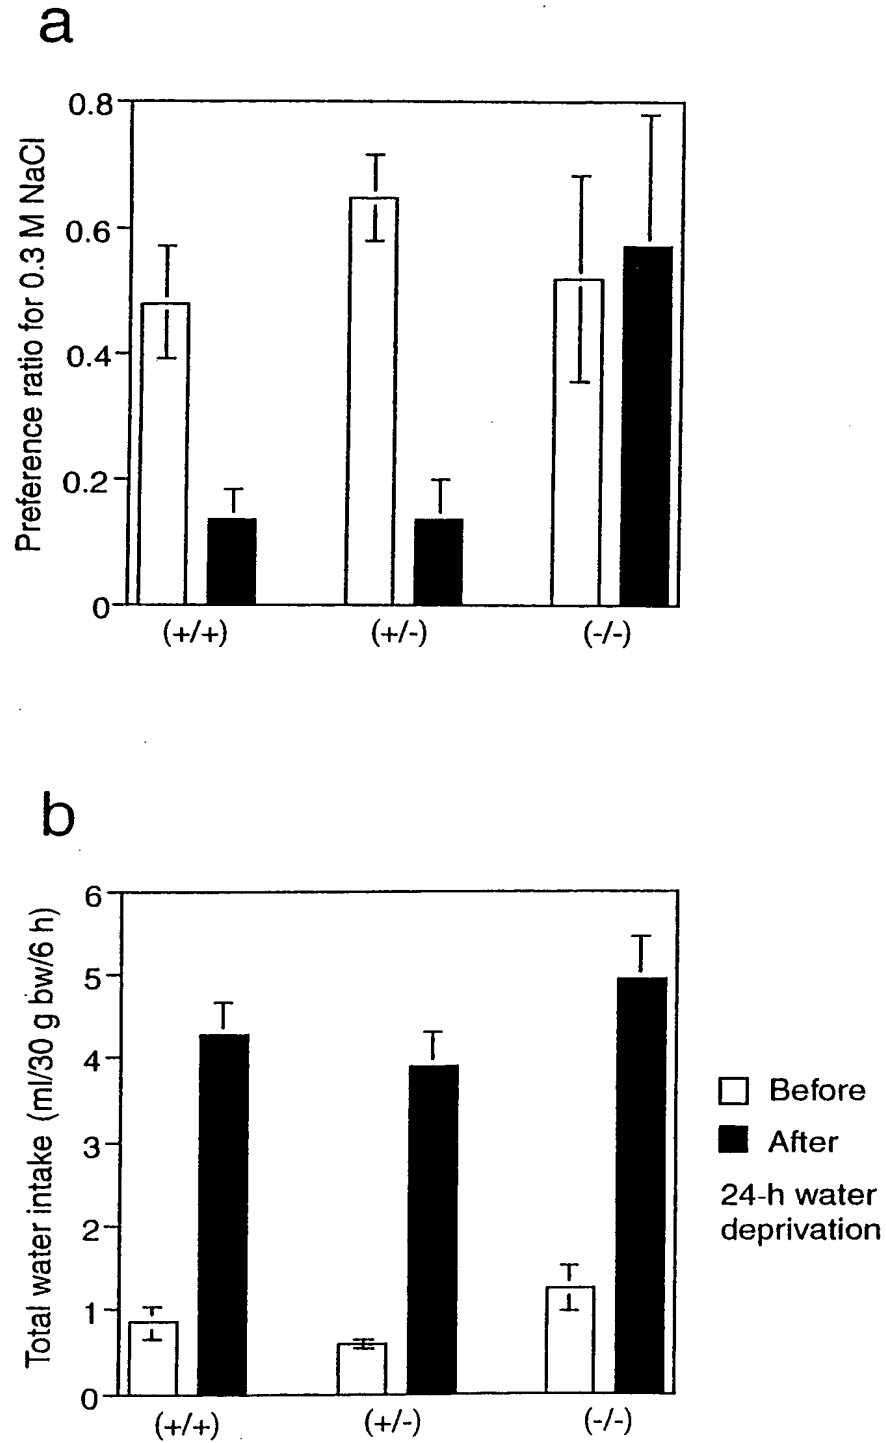 a
Preference ratio for 0.3 M NaCl
0.8
0.6
0.4
0.2
0
(+/+) (+/-) (-/-)
b
Total water intake (ml/30 g bw/6 h)
6
5
4
3
2
1
0
(+/+) (+/-) (-/-)
Before
After
24-h water
deprivation